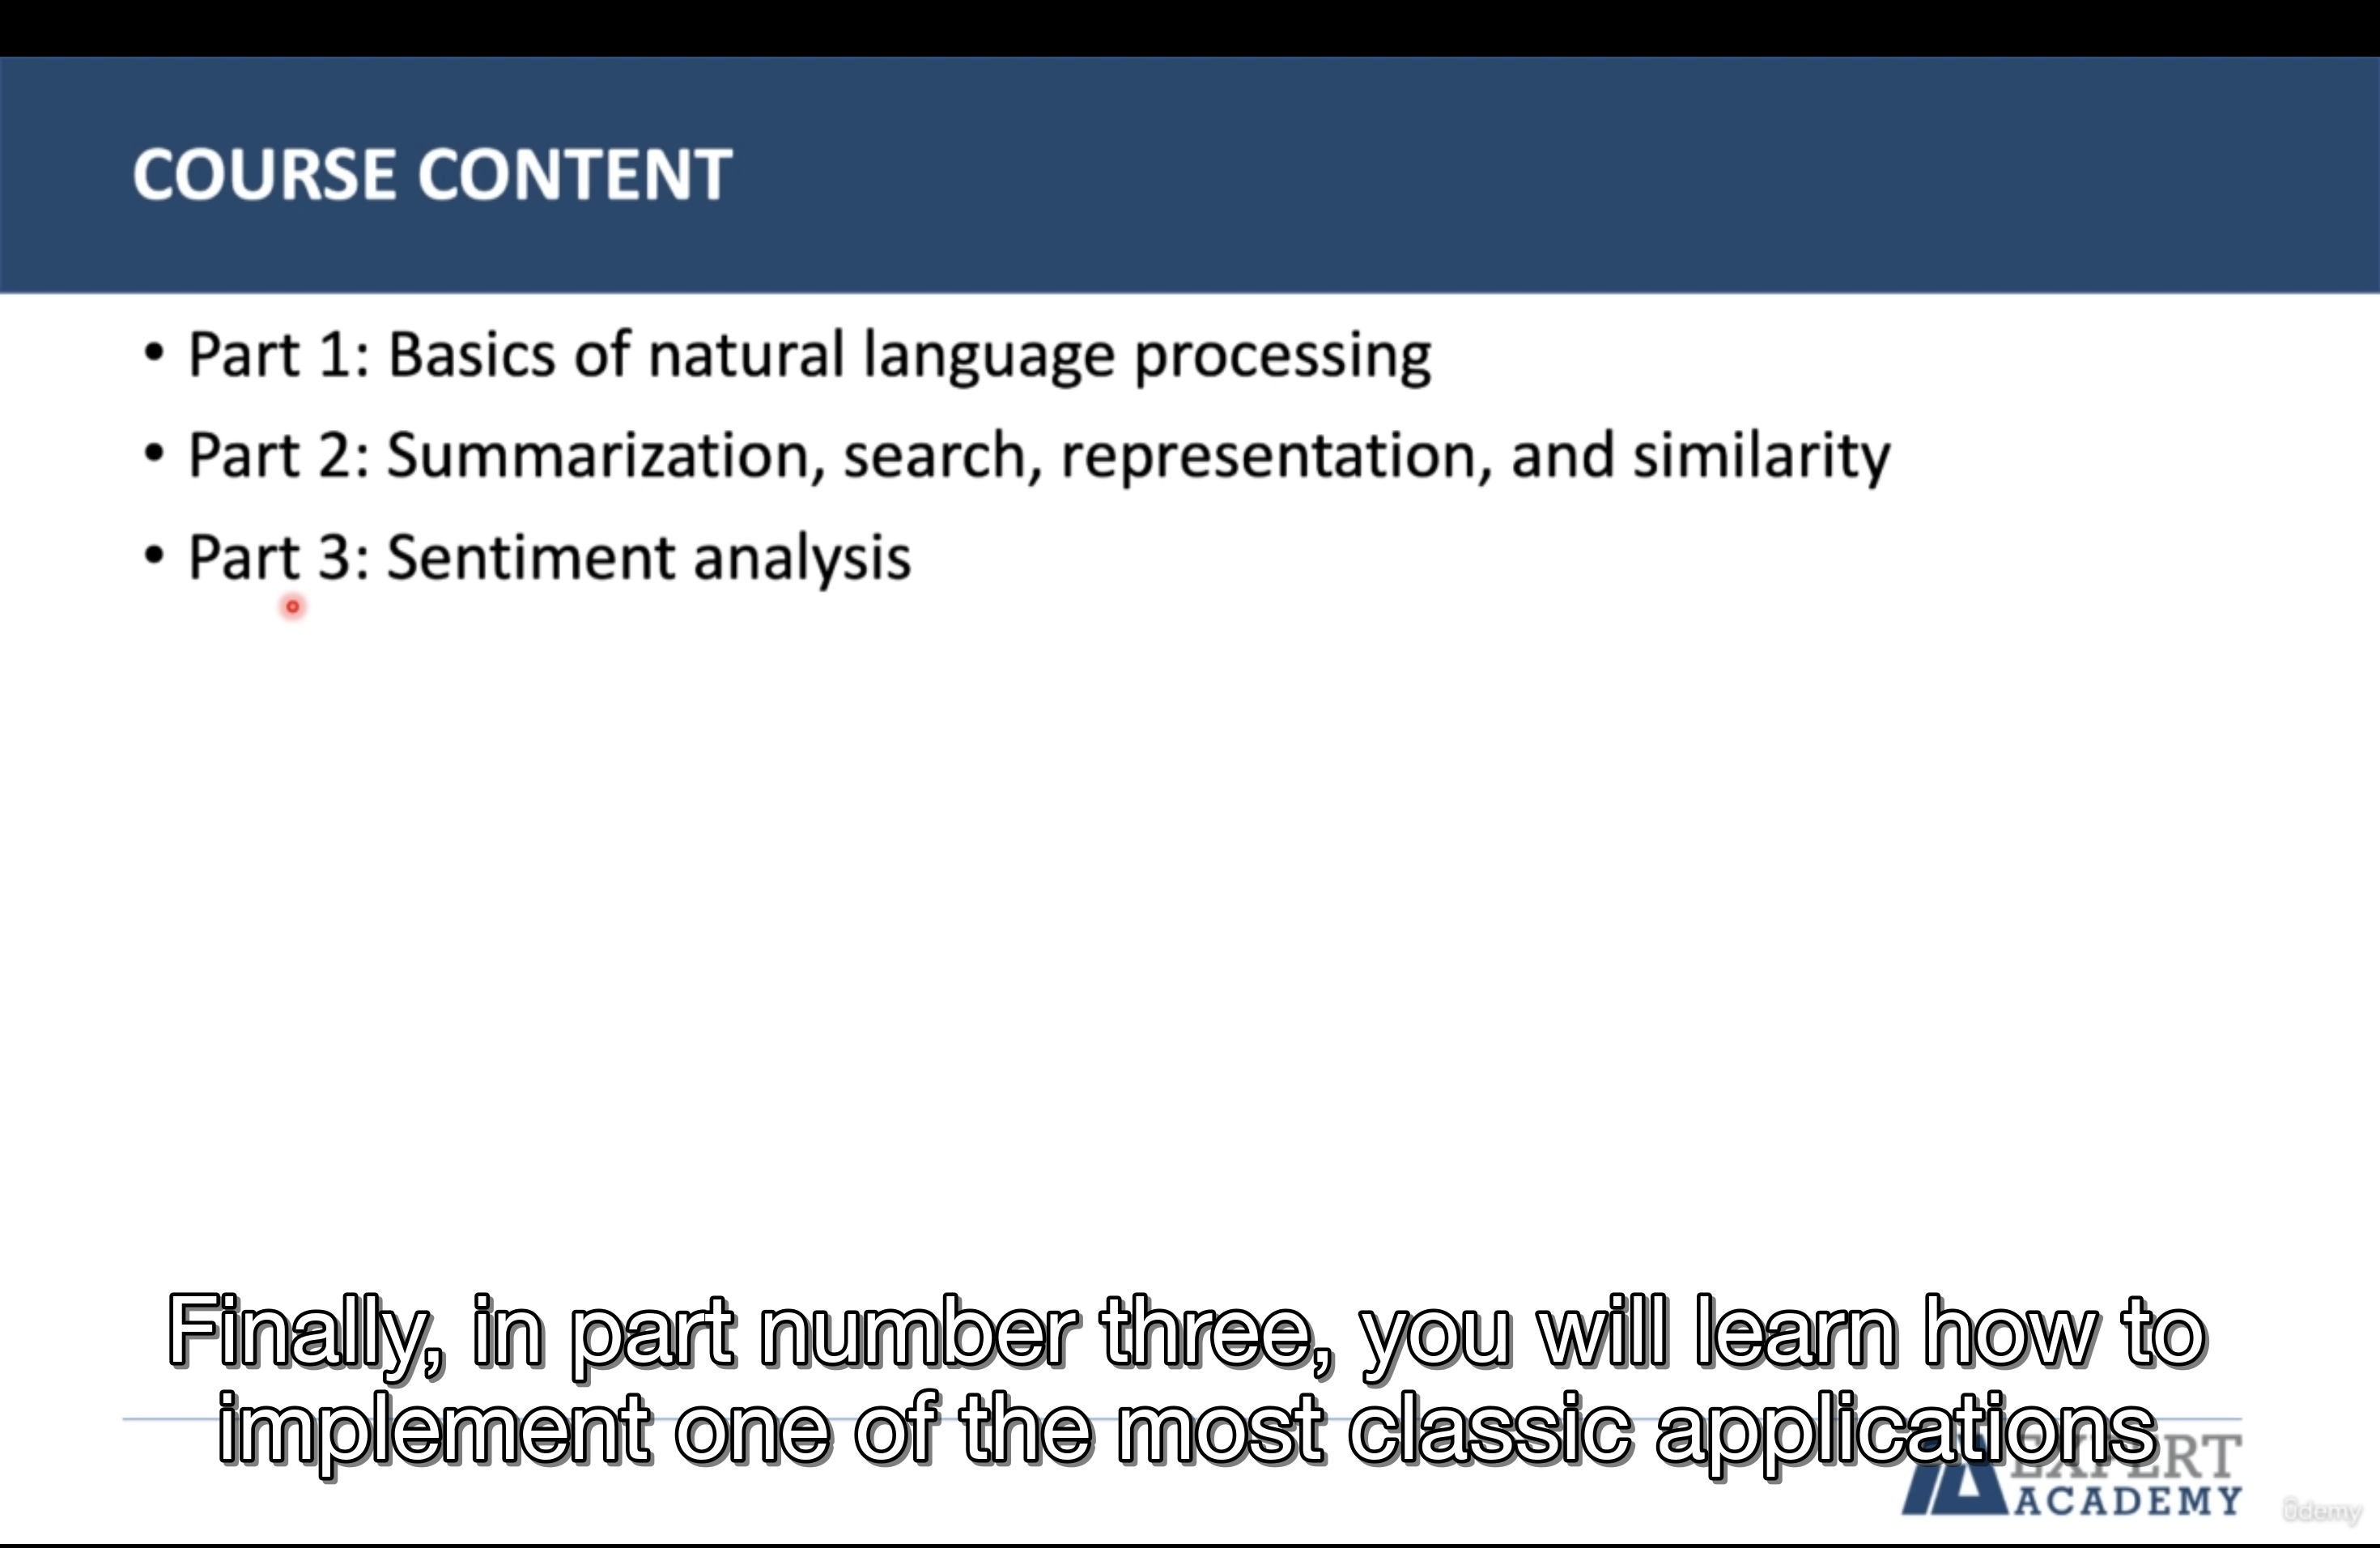 COURSE CONTENT
• Part 1: Basics of natural language processing
• Part 2: Summarization, search, representation, and similarity
• Part 3: Sentiment analysis
Finally, in part number three, you will learn how to
implement one of the most classic applications
EXPERT
ACADEMY
ûdemy